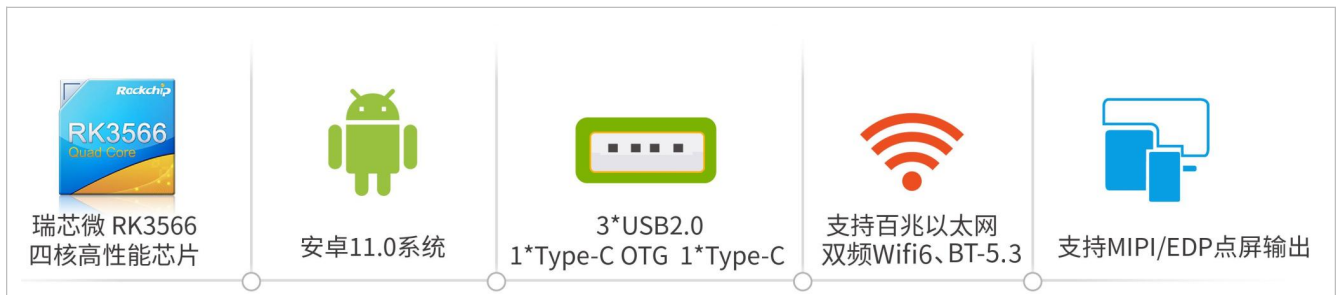 Rockchip
RK3566
Quad Core
瑞芯微 RK3566
四核高性能芯片
安卓11.0系统
3*USB2.0
1*Type-C OTG 1*Type-C
支持百兆以太网
双频Wifi6、BT-5.3
支持MIPI/EDP点屏输出